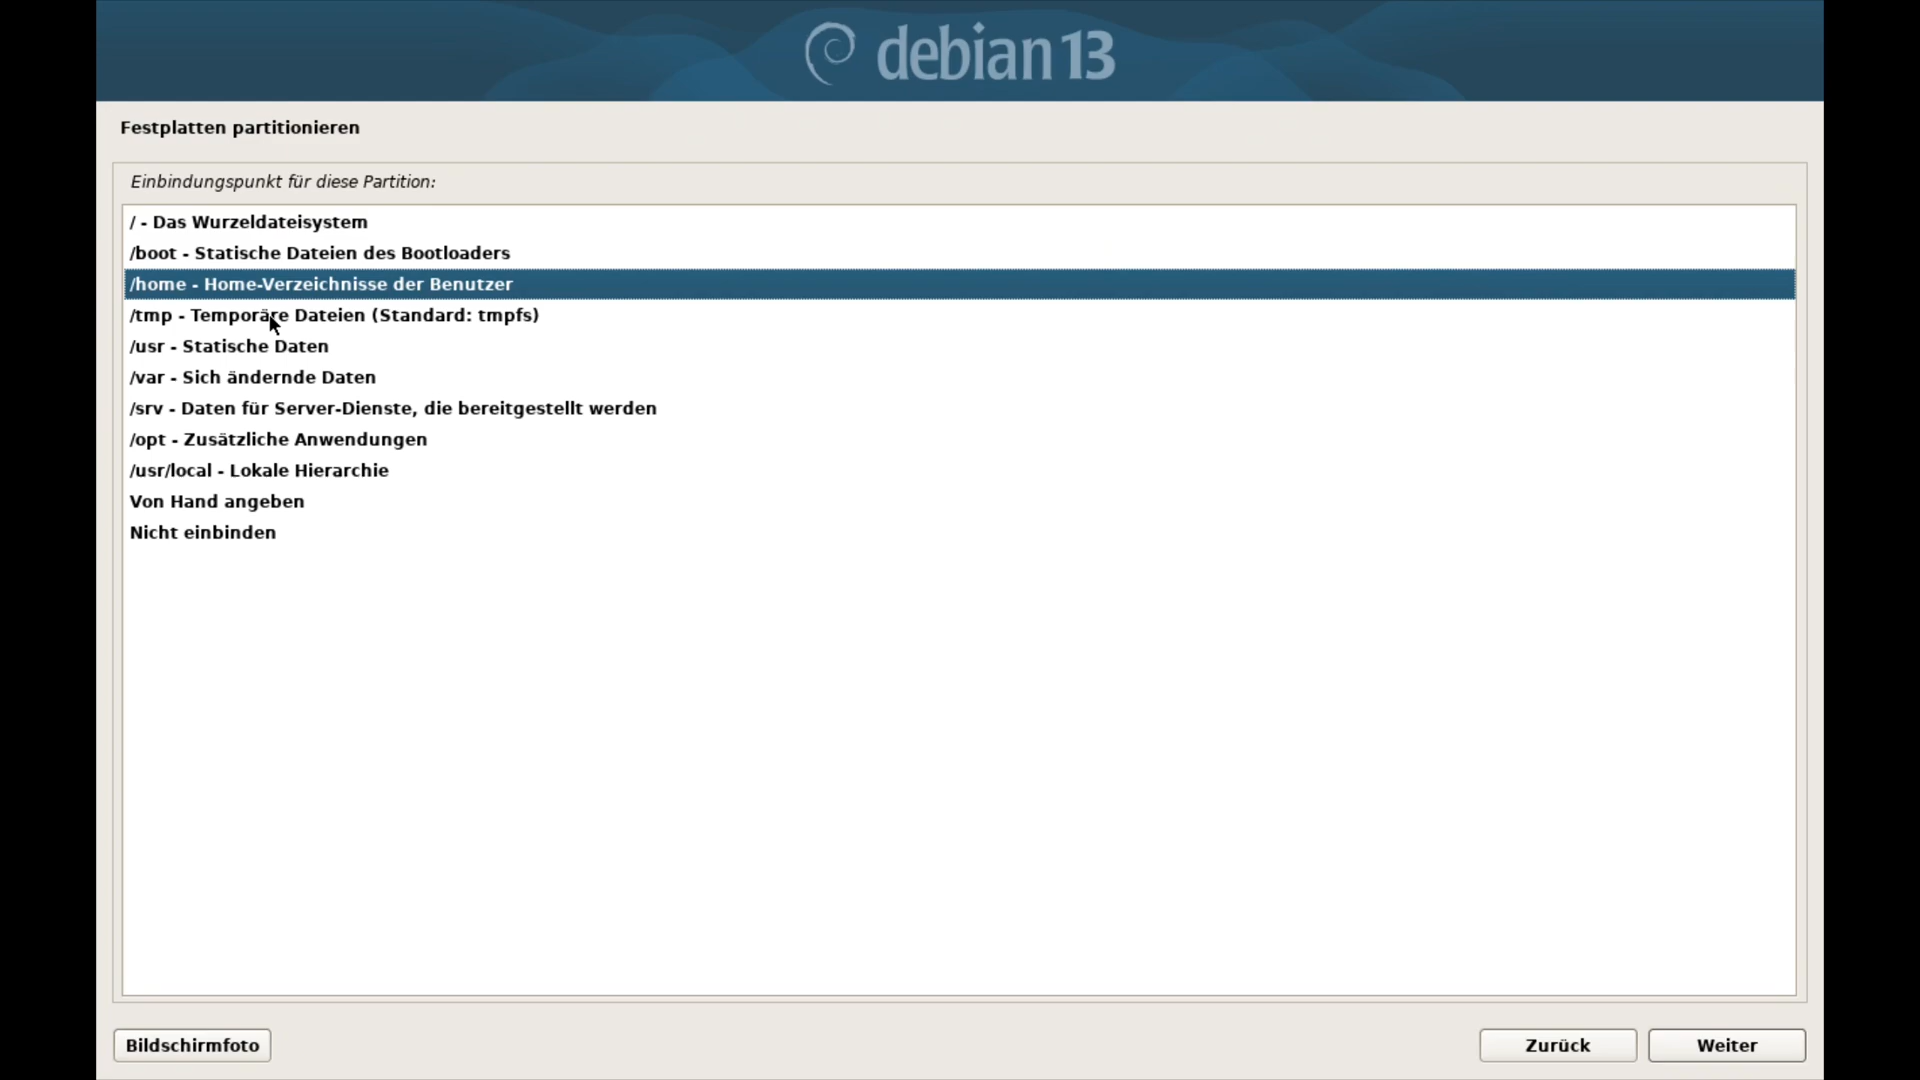 debian 13
Festplatten partitionieren
Einbindungspunkt für diese Partition:
/ - Das Wurzeldateisystem
/boot - Statische Dateien des Bootloaders
/home - Home-Verzeichnisse der Benutzer
/tmp - Temporäre Dateien (Standard: tmpfs)
/usr - Statische Daten
/var - Sich ändernde Daten
/srv - Daten für Server-Dienste, die bereitgestellt werden
/opt - Zusätzliche Anwendungen
/usr/local - Lokale Hierarchie
Von Hand angeben
Nicht einbinden
Bildschirmfoto
Zurück
Weiter